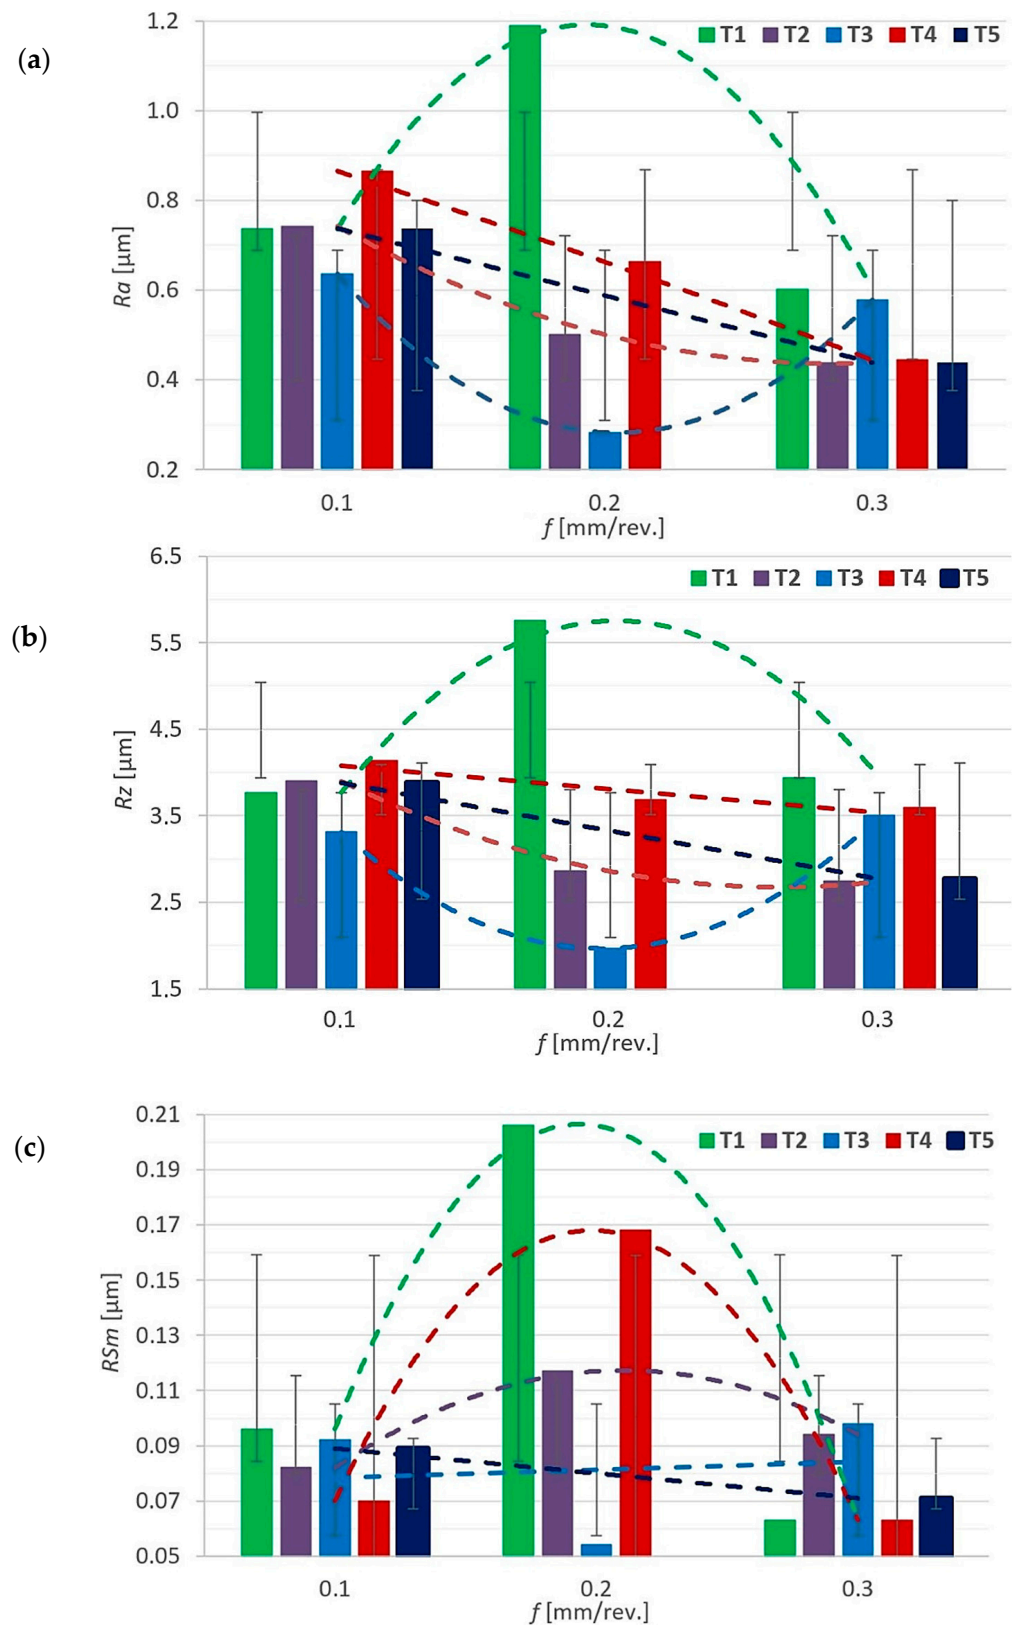 (a)
Ra [µm]
1.2
1.0
0.8
0.6
0.4
0.2
T1 T2 T3 T4 T5
0.1 0.2 0.3
f [mm/rev.]
(b)
Rz [µm]
6.5
5.5
4.5
3.5
2.5
1.5
T1 T2 T3 T4 T5
0.1 0.2 0.3
f [mm/rev.]
(c)
RSm [µm]
0.21
0.19
0.17
0.15
0.13
0.11
0.09
0.07
0.05
T1 T2 T3 T4 T5
0.1 0.2 0.3
f [mm/rev.]